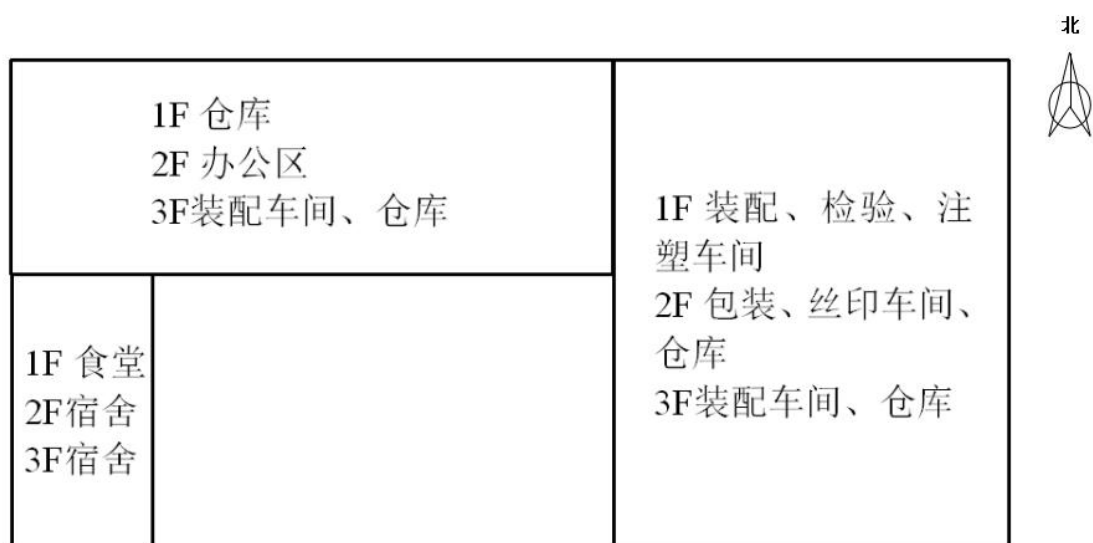 北
1F 仓库
2F 办公区
3F装配车间、仓库
1F 装配、检验、注
塑车间
2F 包装、丝印车间、
仓库
3F装配车间、仓库
1F 食堂
2F宿舍
3F宿舍